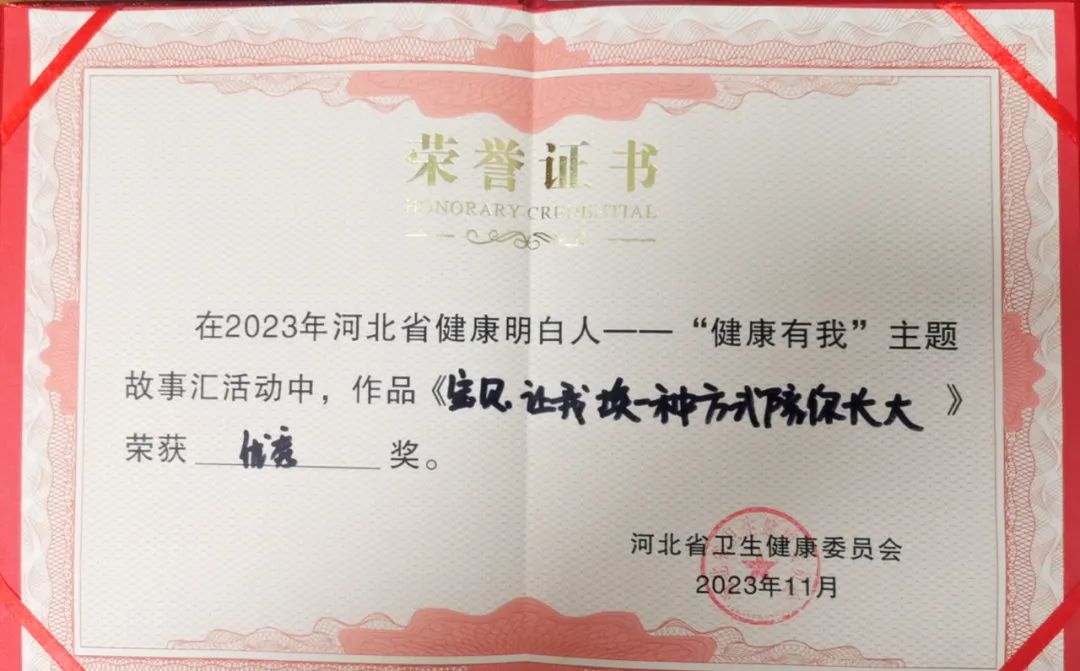 荣誉证书
HONORARY CREDENTIAL
在2023年河北省健康明白人——“健康有我”主题
故事汇活动中，作品《宝贝让我换一种方式陪你长大》
荣获 优秀 奖。
河北省卫生健康委员会
2023年11月